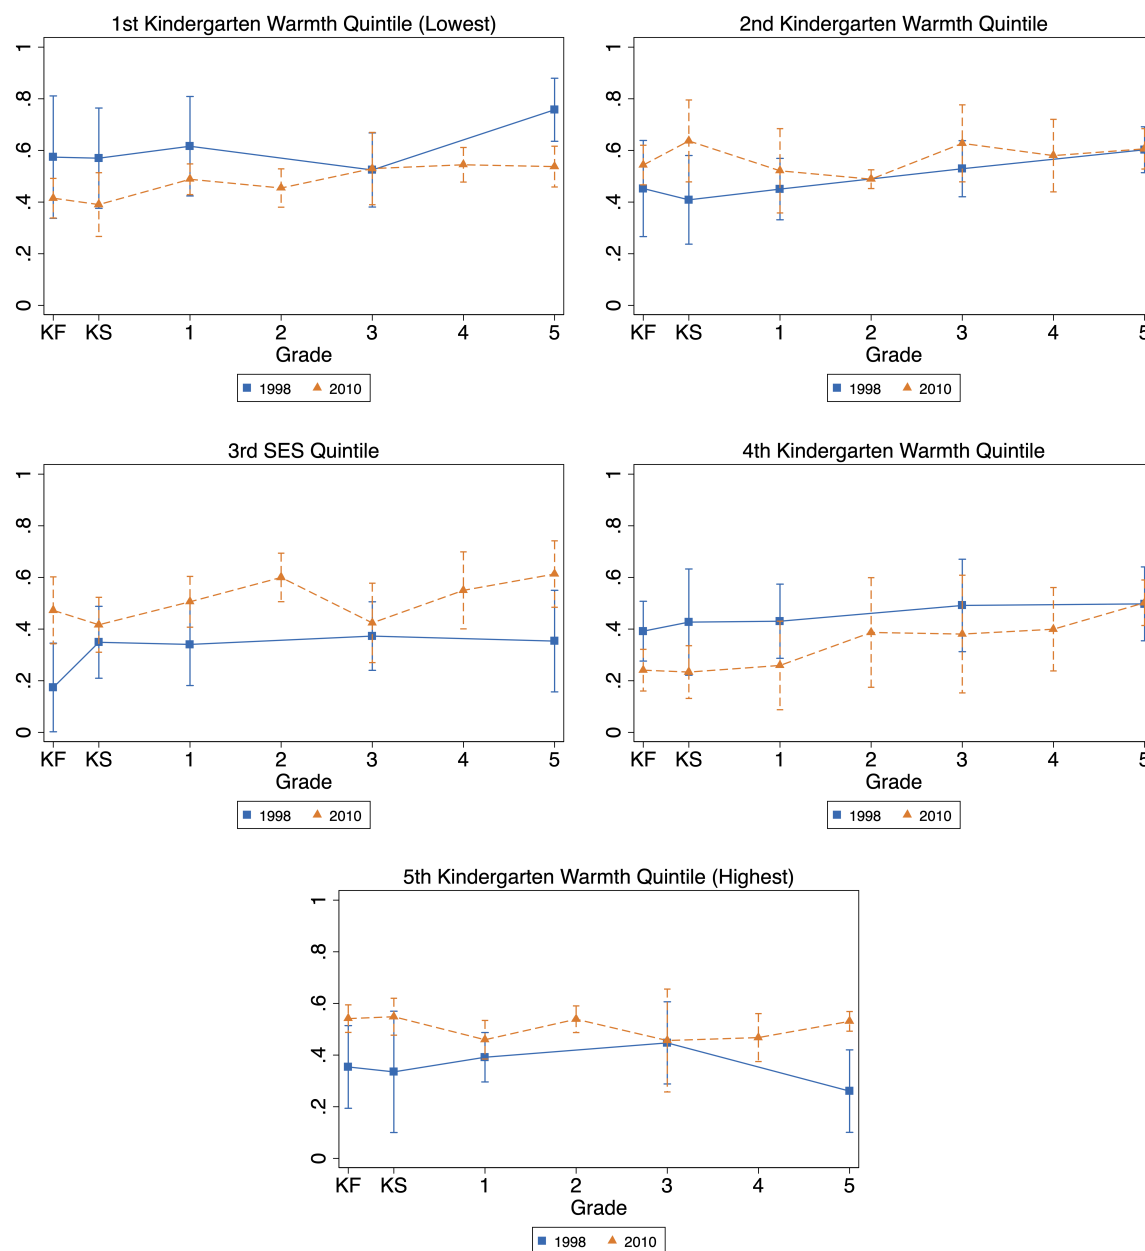 1st Kindergarten Warmth Quintile (Lowest)
1
.8
.6
.4
.2
0
KF KS 1 2 3 4 5
Grade
1998 2010
2nd Kindergarten Warmth Quintile
1
.8
.6
.4
.2
0
KF KS 1 2 3 4 5
Grade
1998 2010
3rd SES Quintile
1
.8
.6
.4
.2
0
KF KS 1 2 3 4 5
Grade
1998 2010
4th Kindergarten Warmth Quintile
1
.8
.6
.4
.2
0
KF KS 1 2 3 4 5
Grade
1998 2010
5th Kindergarten Warmth Quintile (Highest)
1
.8
.6
.4
.2
0
KF KS 1 2 3 4 5
Grade
1998 2010